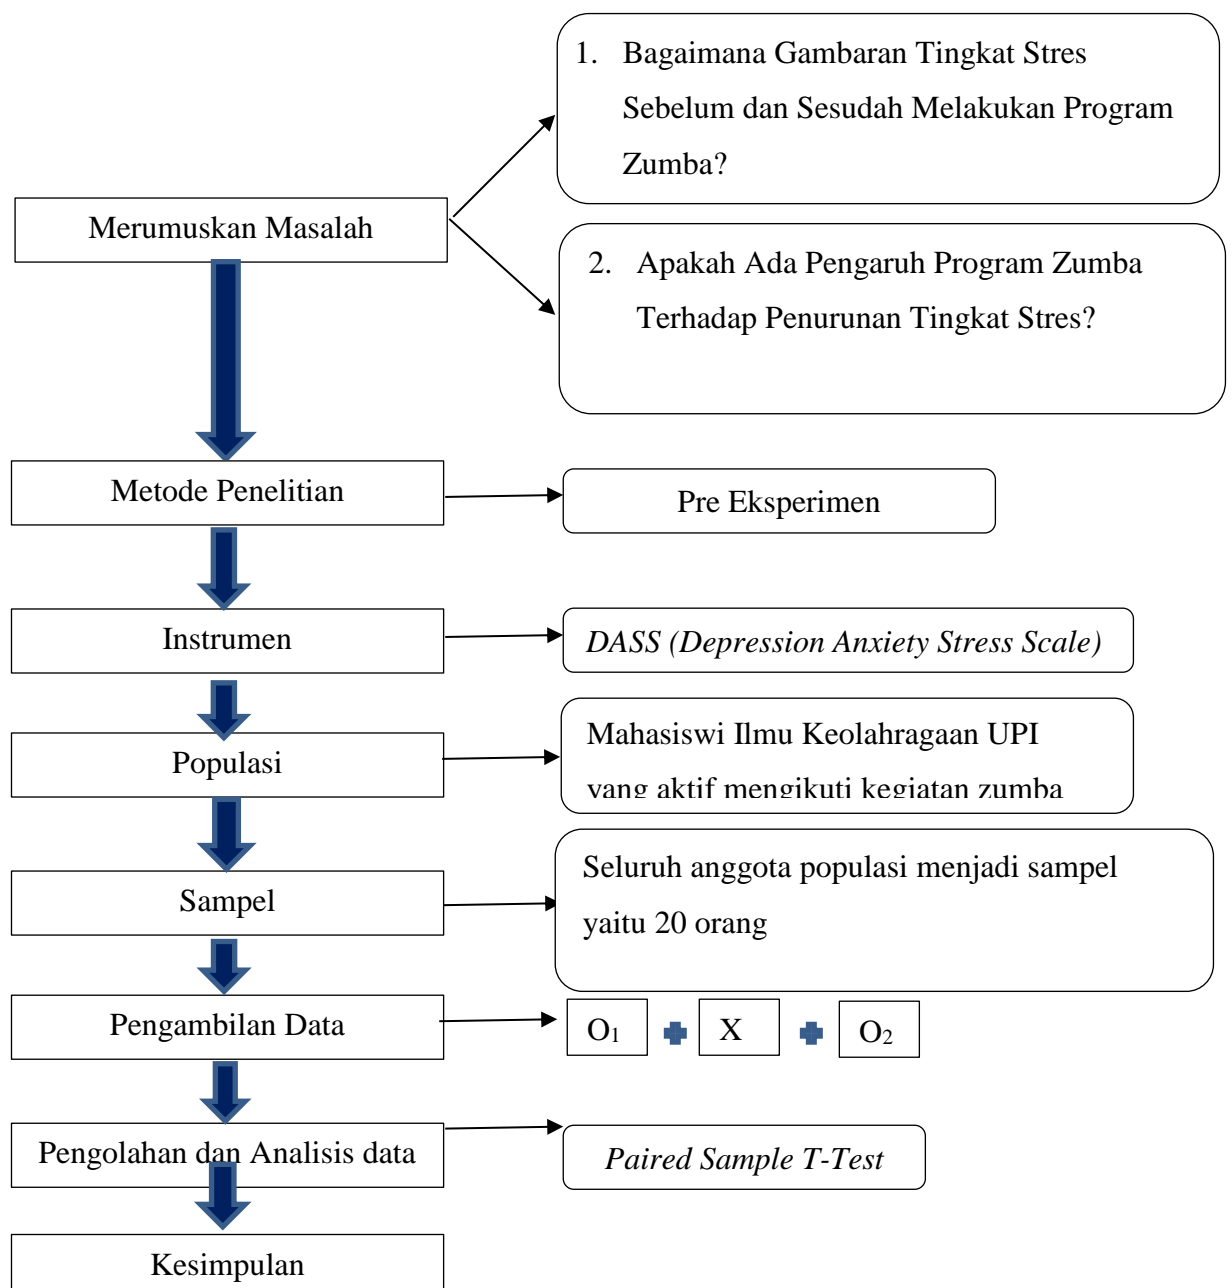 1. Bagaimana Gambaran Tingkat Stres
Sebelum dan Sesudah Melakukan Program
Zumba?
Merumuskan Masalah
2. Apakah Ada Pengaruh Program Zumba
Terhadap Penurunan Tingkat Stres?
Metode Penelitian
Pre Eksperimen
Instrumen
DASS (Depression Anxiety Stress Scale)
Populasi
Mahasiswi Ilmu Keolahragaan UPI
yang aktif mengikuti kegiatan zumba
Sampel
Seluruh anggota populasi menjadi sampel
yaitu 20 orang
Pengambilan Data
O₁ X O₂
Pengolahan dan Analisis data
Paired Sample T-Test
Kesimpulan